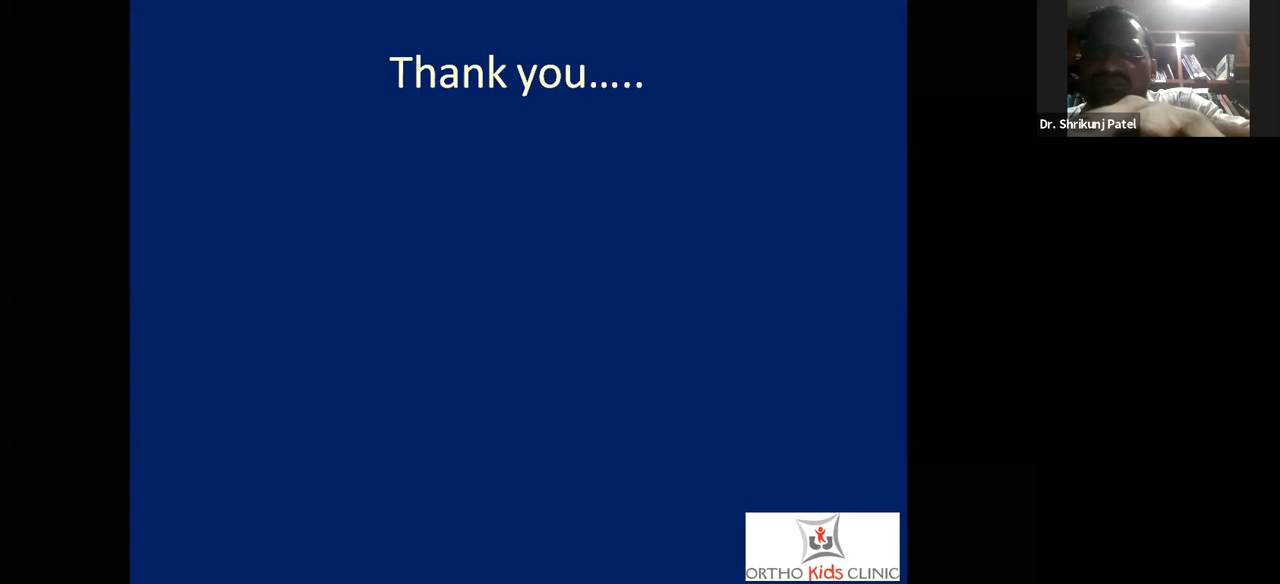 Thank you.....
Dr. Shrikunj Patel
ORTHO Kids CLINIC